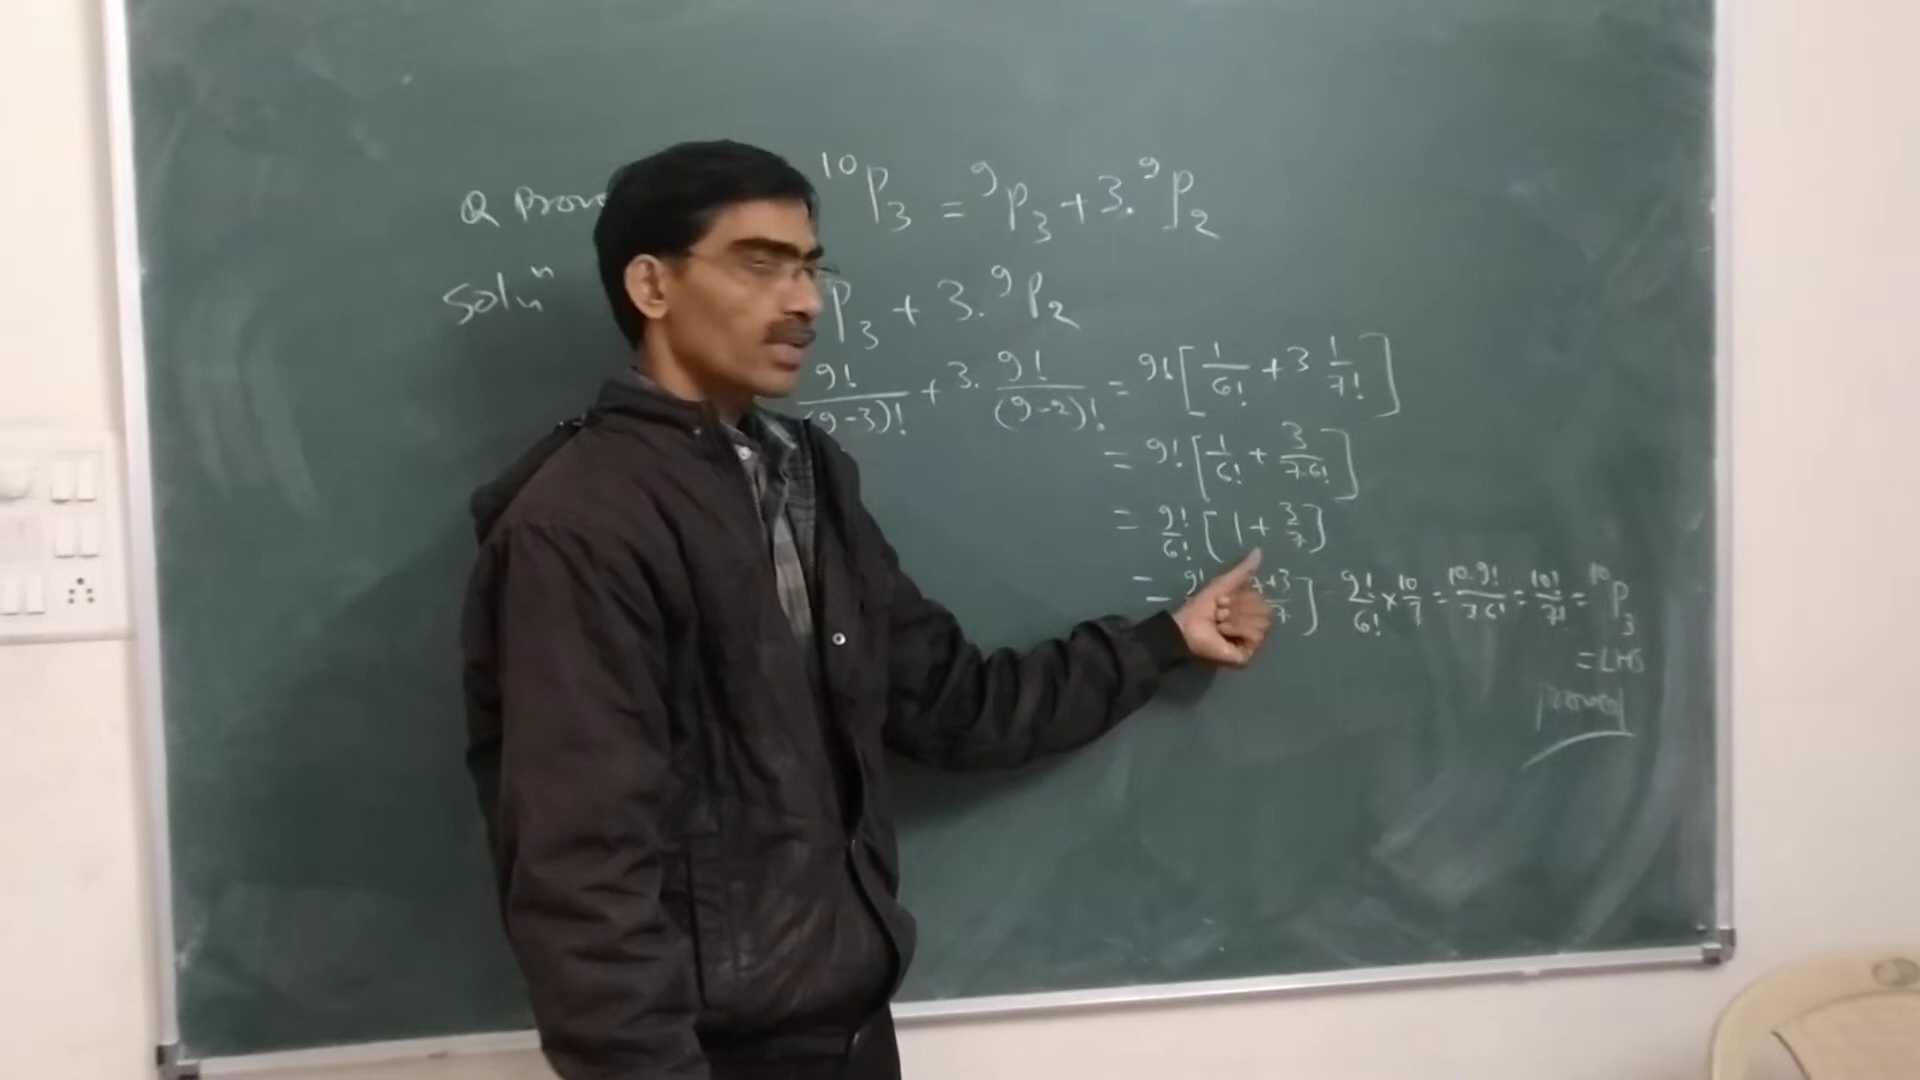 Q Prove ¹⁰P₃ = ⁹P₃ + 3. ⁹P₂
Soluⁿ P₃ + 3. ⁹P₂
9!/(9-3)! + 3. 9!/(9-2)! = 9! [1/6! + 3 1/7!]
= 9! [1/6! + 3/7.6!]
= 9!/6! [1 + 3/7]
= 9! 7+3/7] = 9!/6! × 10/7 = 10.9!/7.6! = 10!/7! = ¹⁰P₃
= LHS
proved